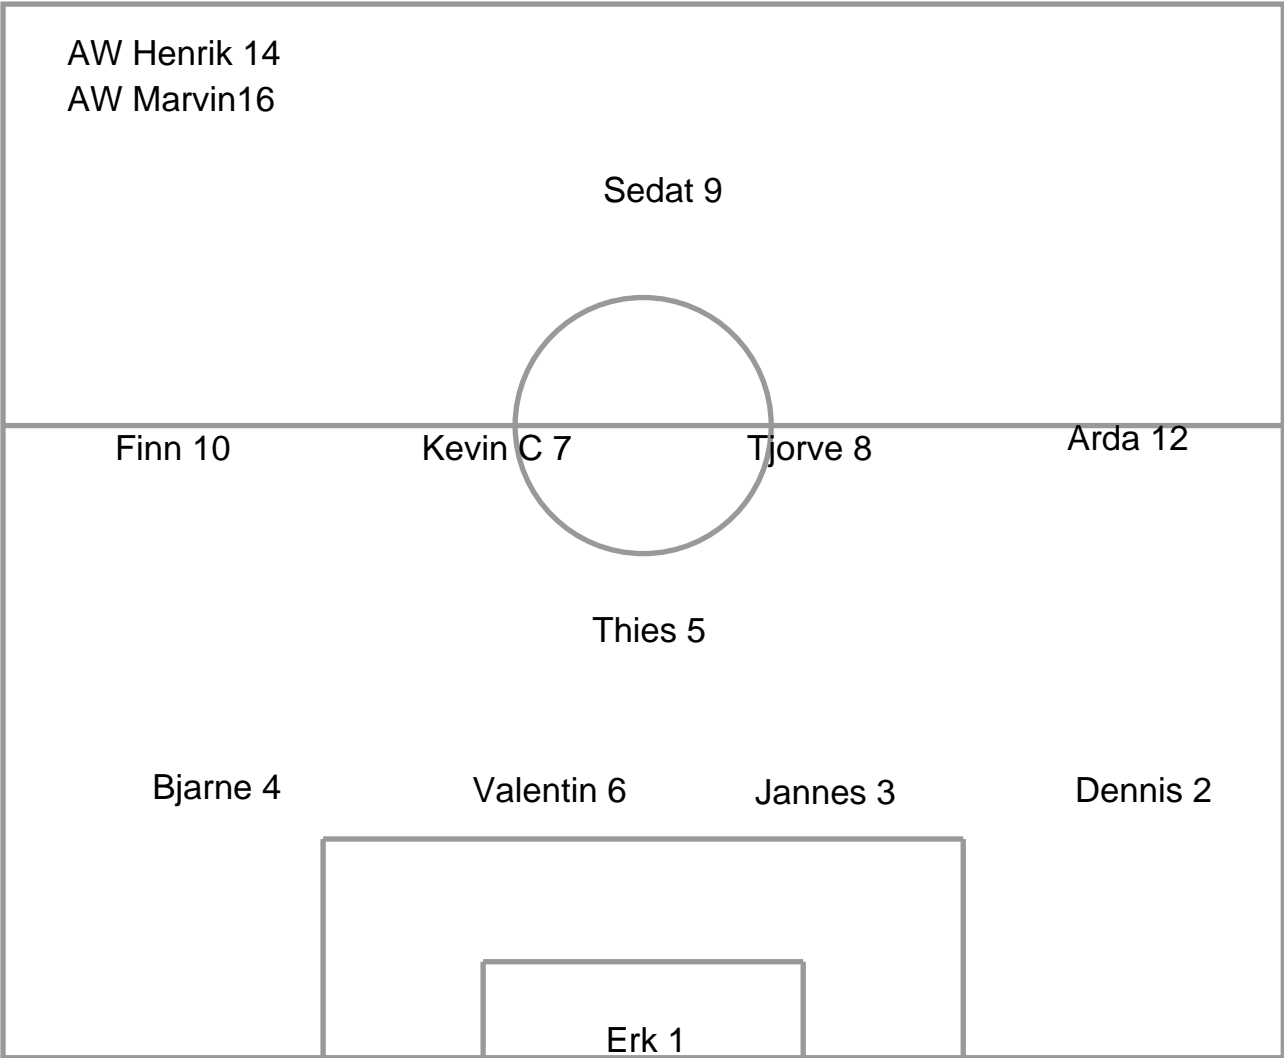 AW Henrik 14
AW Marvin16
Sedat 9
Finn 10 Kevin C 7 Tjorve 8 Arda 12
Thies 5
Bjarne 4 Valentin 6 Jannes 3 Dennis 2
Erk 1